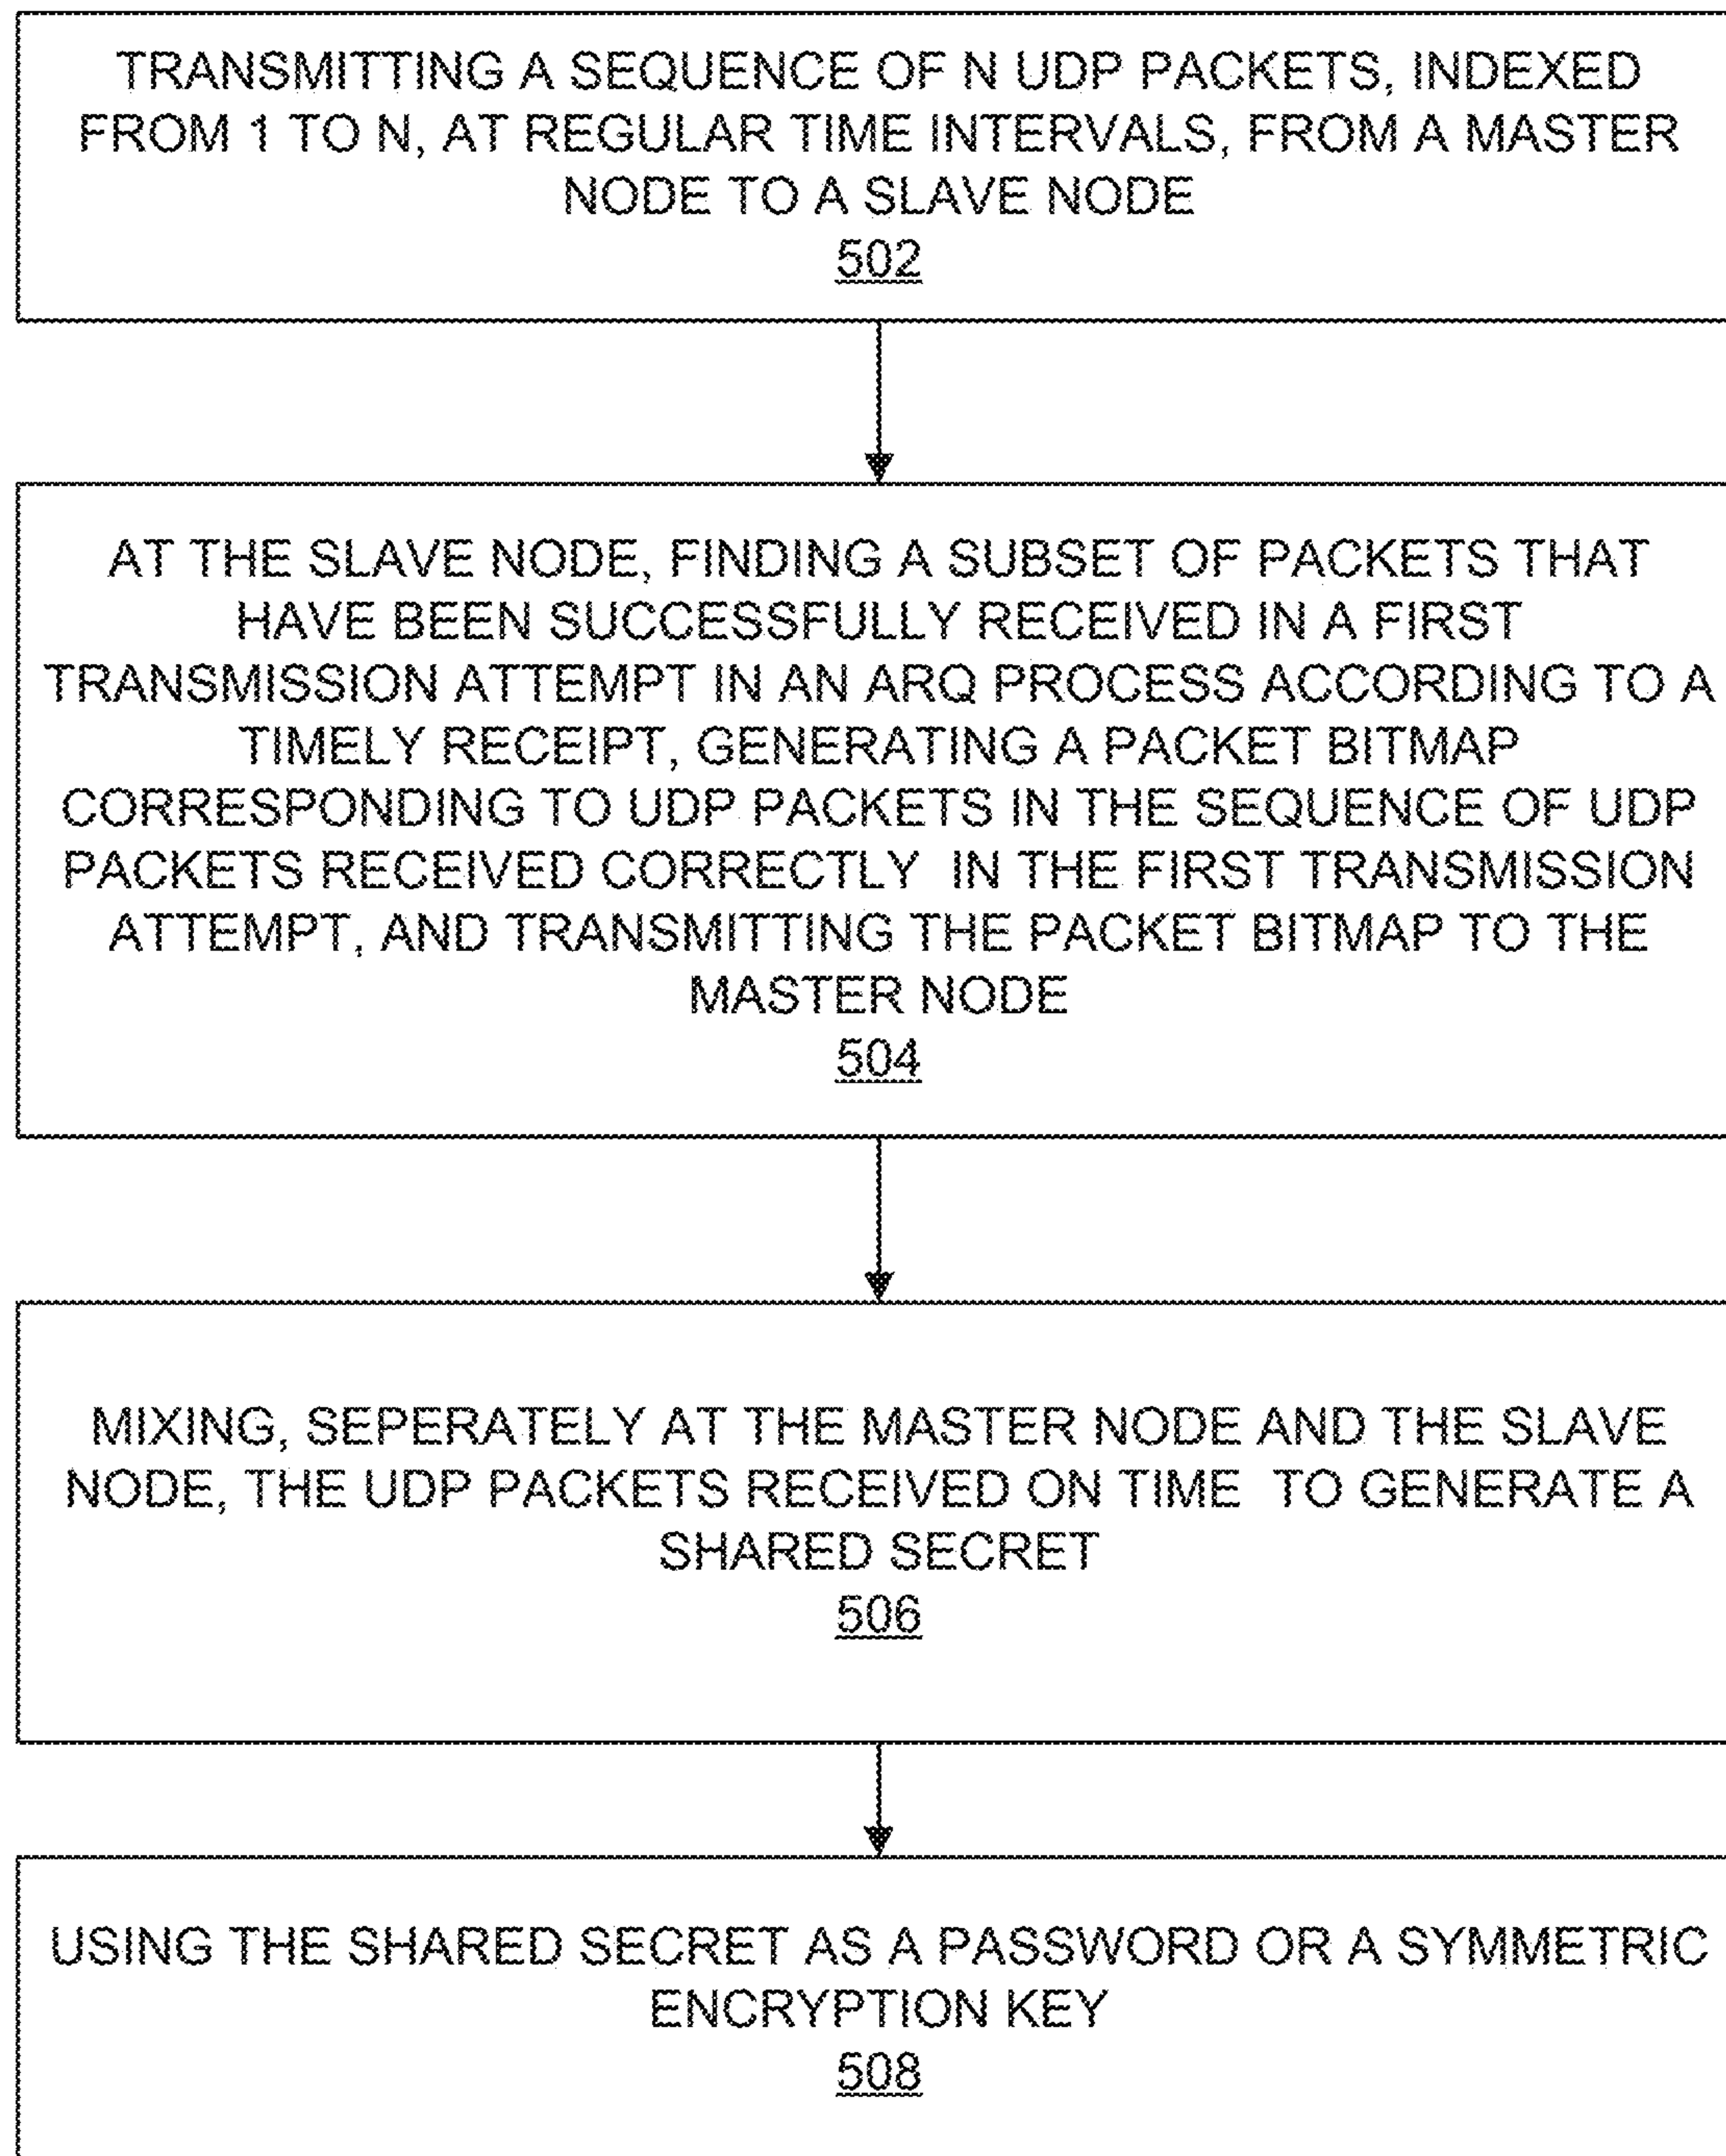 TRANSMITTING A SEQUENCE OF N UDP PACKETS, INDEXED
FROM 1 TO N, AT REGULAR TIME INTERVALS, FROM A MASTER
NODE TO A SLAVE NODE
502
AT THE SLAVE NODE, FINDING A SUBSET OF PACKETS THAT
HAVE BEEN SUCCESSFULLY RECEIVED IN A FIRST
TRANSMISSION ATTEMPT IN AN ARQ PROCESS ACCORDING TO A
TIMELY RECEIPT, GENERATING A PACKET BITMAP
CORRESPONDING TO UDP PACKETS IN THE SEQUENCE OF UDP
PACKETS RECEIVED CORRECTLY IN THE FIRST TRANSMISSION
ATTEMPT, AND TRANSMITTING THE PACKET BITMAP TO THE
MASTER NODE
504
MIXING, SEPERATELY AT THE MASTER NODE AND THE SLAVE
NODE, THE UDP PACKETS RECEIVED ON TIME TO GENERATE A
SHARED SECRET
506
USING THE SHARED SECRET AS A PASSWORD OR A SYMMETRIC
ENCRYPTION KEY
508